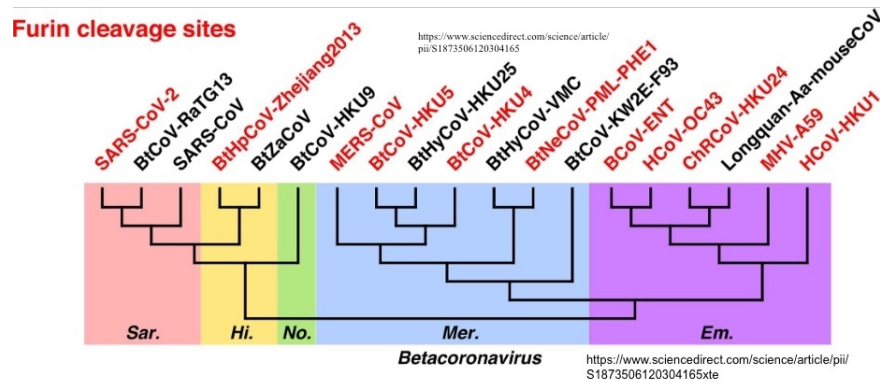 Furin cleavage sites
https://www.sciencedirect.com/science/article/
pii/S1873506120304165
SARS-CoV-2
BtCoV-RaTG13
SARS-CoV
BtHpCoV-Zhejiang2013
BtZaCoV
BtCoV-HKU9
MERS-CoV
BtCoV-HKU5
BtHyCoV-HKU25
BtCoV-HKU4
BtHyCoV-VMC
BtNeCoV-PML-PHE1
BtCoV-KW2E-F93
BCoV-ENT
HCoV-OC43
ChRCoV-HKU24
Longquan-Aa-mouseCoV
MHV-A59
HCoV-HKU1
Sar.
Hi.
No.
Mer.
Em.
Betacoronavirus
https://www.sciencedirect.com/science/article/pii/
S1873506120304165xte